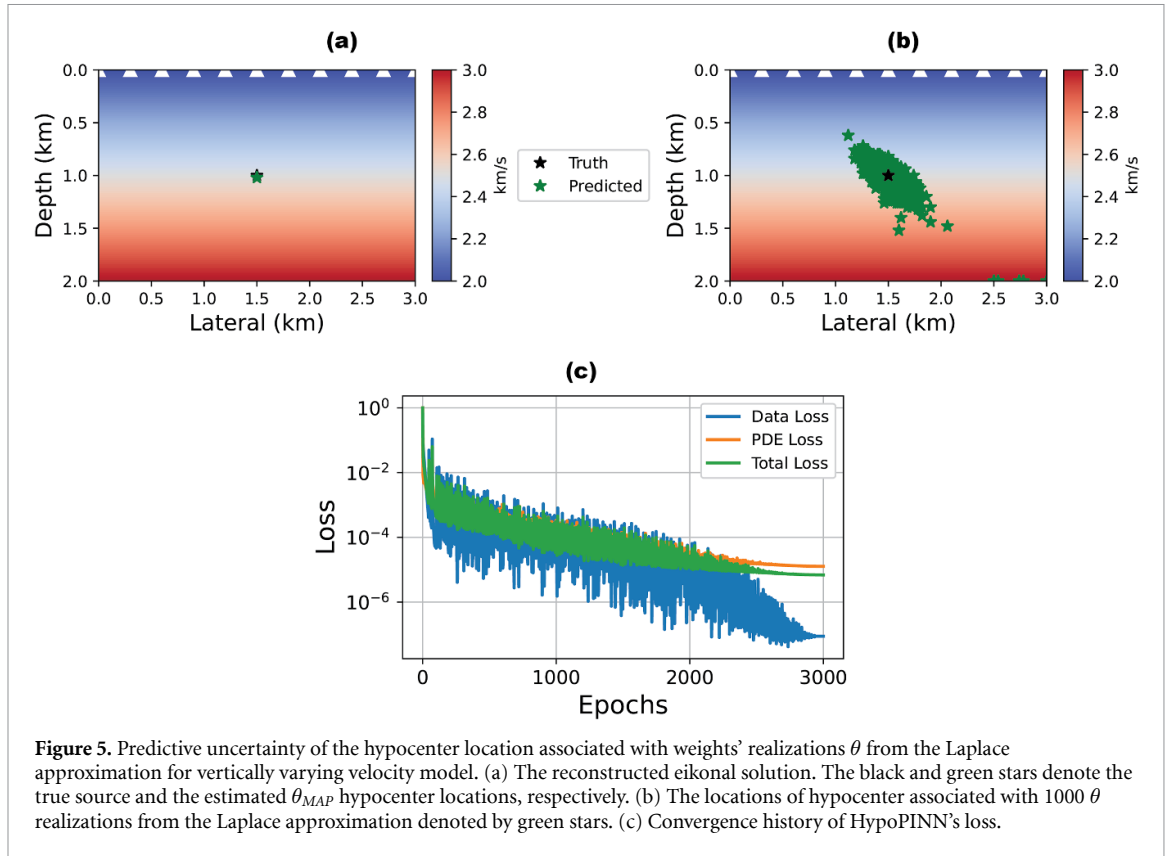 (a)
(b)
0.0
0.5
1.0
1.5
2.0
Depth (km)
0.0 0.5 1.0 1.5 2.0 2.5 3.0
Lateral (km)
3.0
2.8
2.6
2.4
2.2
2.0
km/s
Truth
Predicted
0.0
0.5
1.0
1.5
2.0
Depth (km)
0.0 0.5 1.0 1.5 2.0 2.5 3.0
Lateral (km)
3.0
2.8
2.6
2.4
2.2
2.0
km/s
(c)
10⁰
10⁻²
10⁻⁴
10⁻⁶
Loss
Data Loss
PDE Loss
Total Loss
0 1000 2000 3000
Epochs
Figure 5. Predictive uncertainty of the hypocenter location associated with weights' realizations θ from the Laplace
approximation for vertically varying velocity model. (a) The reconstructed eikonal solution. The black and green stars denote the
true source and the estimated θ_MAP hypocenter locations, respectively. (b) The locations of hypocenter associated with 1000 θ
realizations from the Laplace approximation denoted by green stars. (c) Convergence history of HypoPINN's loss.